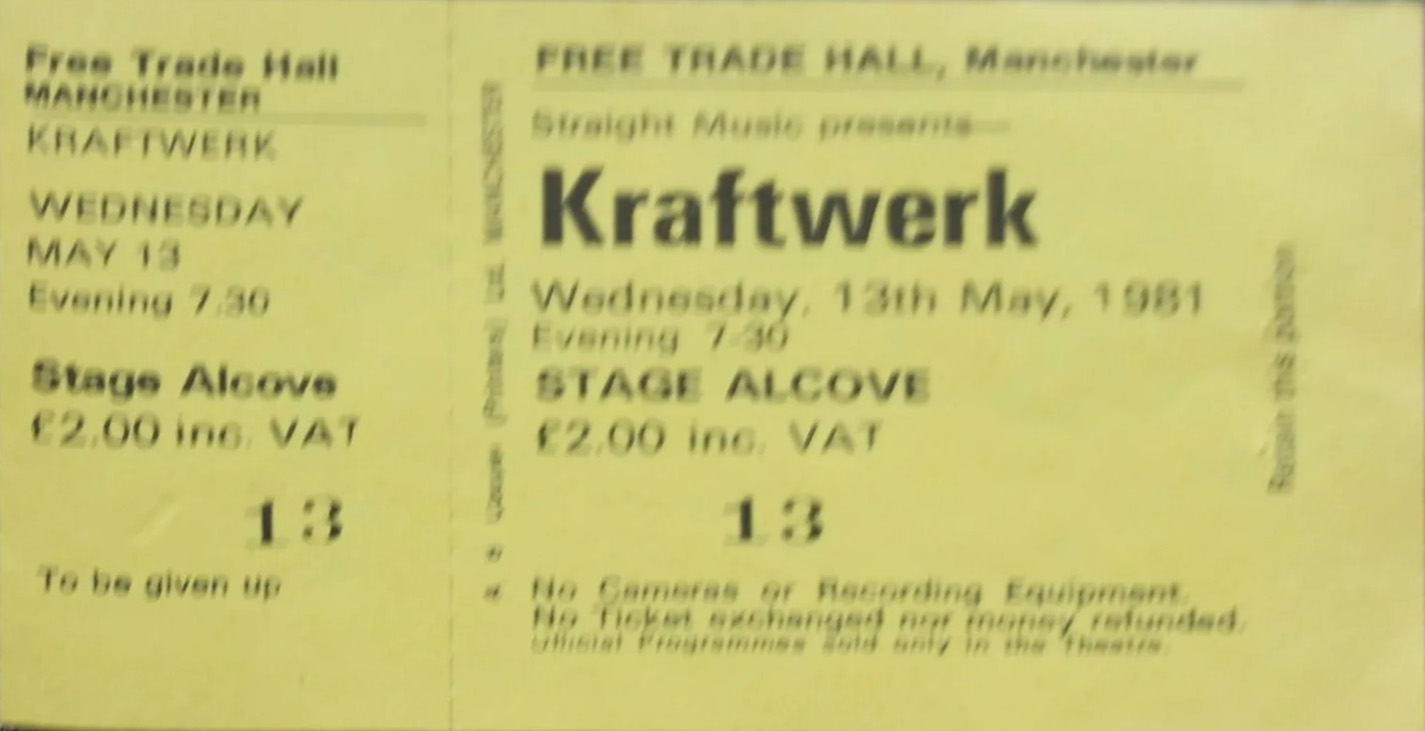 Free Trade Hall
MANCHESTER
KRAFTWERK
WEDNESDAY
MAY 13
Evening 7.30
Stage Alcove
£2.00 inc. VAT
13
To be given up
(Printers) Ltd. MANCHESTER
FREE TRADE HALL, Manchester
Straight Music presents—
Kraftwerk
Wednesday, 13th May, 1981
Evening 7-30
STAGE ALCOVE
£2.00 inc. VAT
13
No Cameras or Recording Equipment.
No Ticket exchanged nor money refunded.
Official Programmes sold only in the Theatre.
Retain this portion